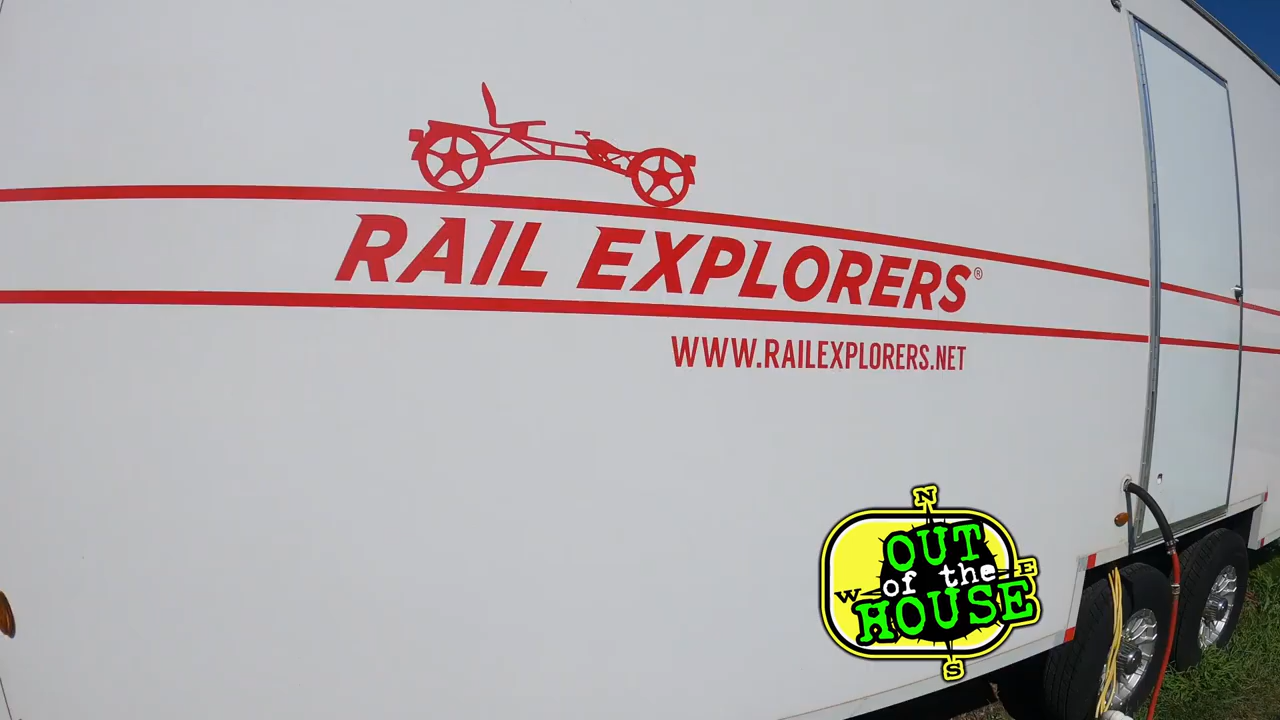 RAIL EXPLORERS®
WWW.RAILEXPLORERS.NET
N
OUT
of the
W E
HOUSE
S